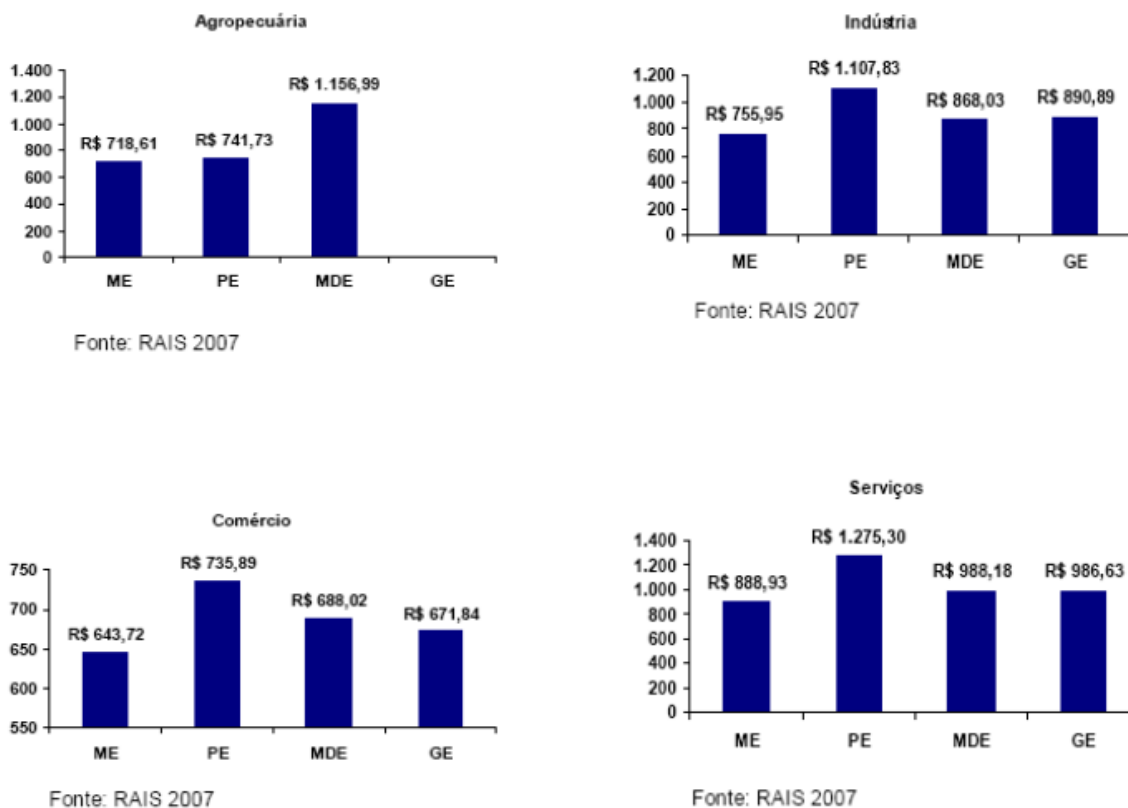 Agropecuária
1.400
1.200
1.000
800
600
400
200
0
R$ 718,61
R$ 741,73
R$ 1.156,99
ME PE MDE GE
Fonte: RAIS 2007
Indústria
1.200
1.000
800
600
400
200
0
R$ 755,95
R$ 1.107,83
R$ 868,03
R$ 890,89
ME PE MDE GE
Fonte: RAIS 2007
Comércio
750
700
650
600
550
R$ 643,72
R$ 735,89
R$ 688,02
R$ 671,84
ME PE MDE GE
Fonte: RAIS 2007
Serviços
1.400
1.200
1.000
800
600
400
200
0
R$ 888,93
R$ 1.275,30
R$ 988,18
R$ 986,63
ME PE MDE GE
Fonte: RAIS 2007